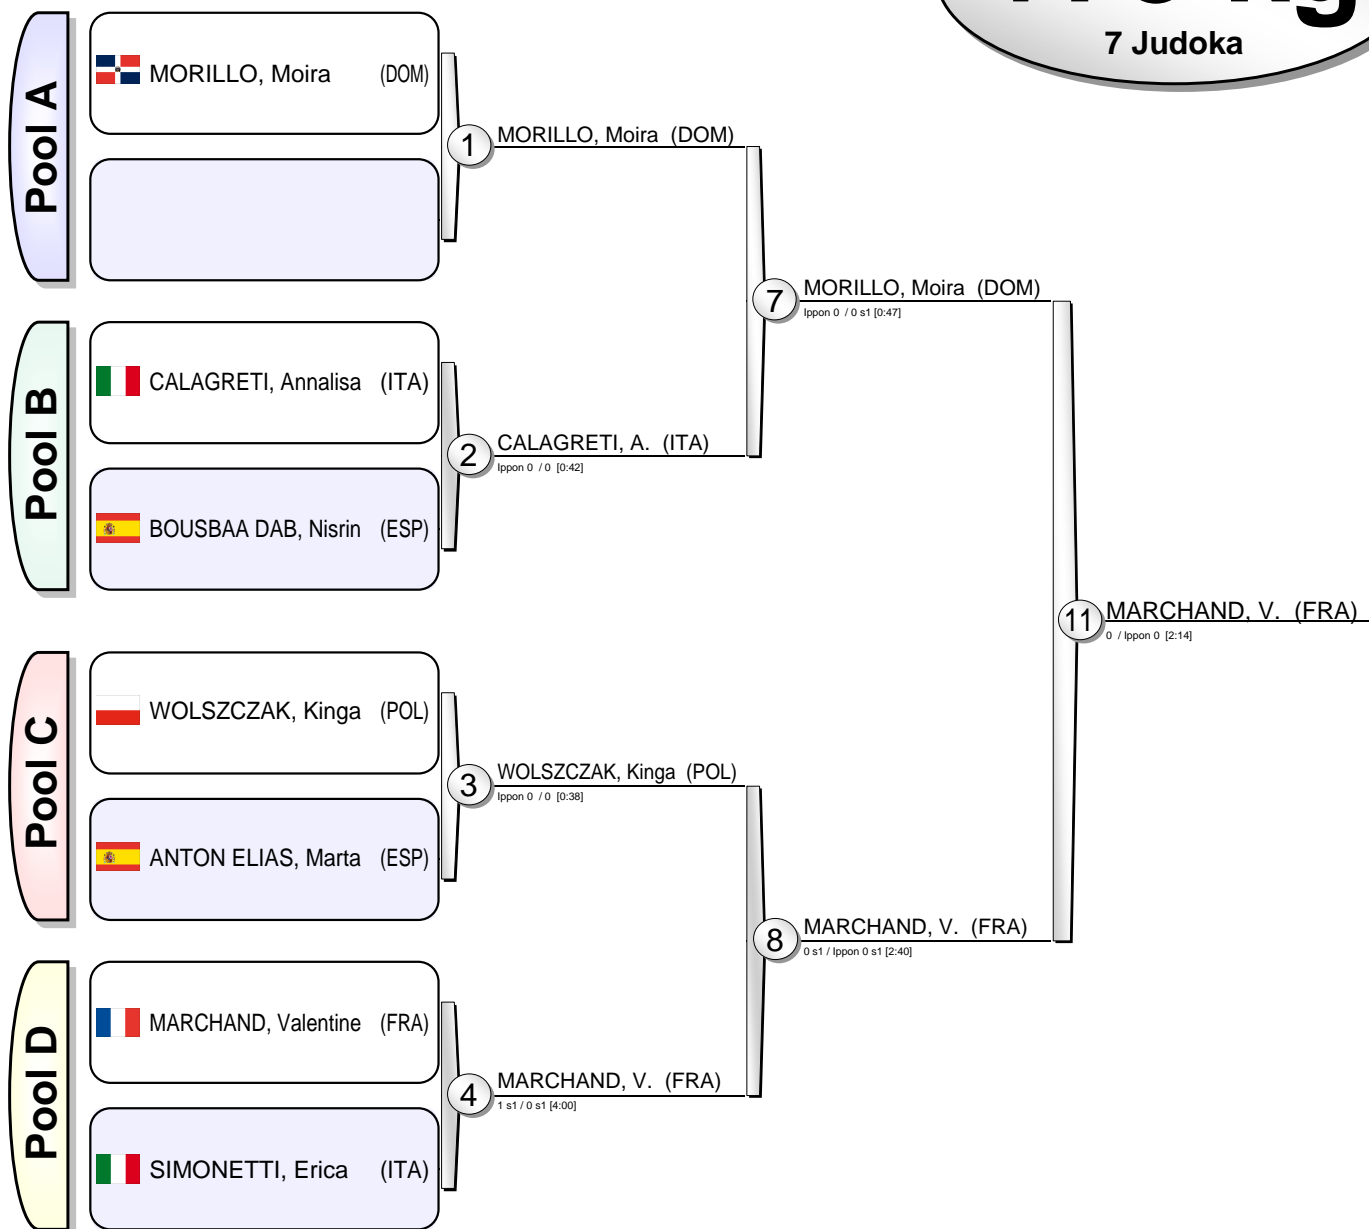 7 Judoka
Pool A
MORILLO, Moira (DOM)
1
MORILLO, Moira (DOM)
7
MORILLO, Moira (DOM)
Ippon 0 / 0 s1 [0:47]
Pool B
CALAGRETI, Annalisa (ITA)
2
CALAGRETI, A. (ITA)
Ippon 0 / 0 [0:42]
BOUSBAA DAB, Nisrin (ESP)
11
MARCHAND, V. (FRA)
0 / Ippon 0 [2:14]
Pool C
WOLSZCZAK, Kinga (POL)
3
WOLSZCZAK, Kinga (POL)
Ippon 0 / 0 [0:38]
ANTON ELIAS, Marta (ESP)
8
MARCHAND, V. (FRA)
0 s1 / Ippon 0 s1 [2:40]
Pool D
MARCHAND, Valentine (FRA)
4
MARCHAND, V. (FRA)
1 s1 / 0 s1 [4:00]
SIMONETTI, Erica (ITA)